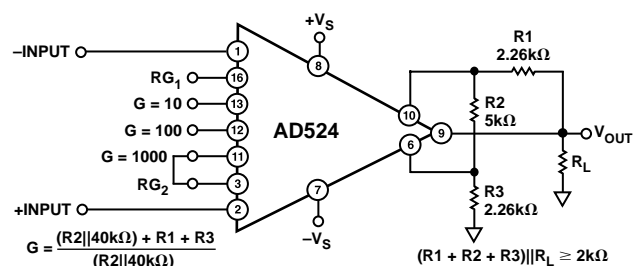 –INPUT
1
+VS
8
R1
2.26kΩ
RG1
16
G = 10
13
10
R2
5kΩ
G = 100
12
AD524
9
VOUT
G = 1000
11
6
RL
RG2
3
7
R3
2.26kΩ
+INPUT
2
–VS
G = (R2||40kΩ) + R1 + R3
(R2||40kΩ)
(R1 + R2 + R3)||RL ≥ 2kΩ